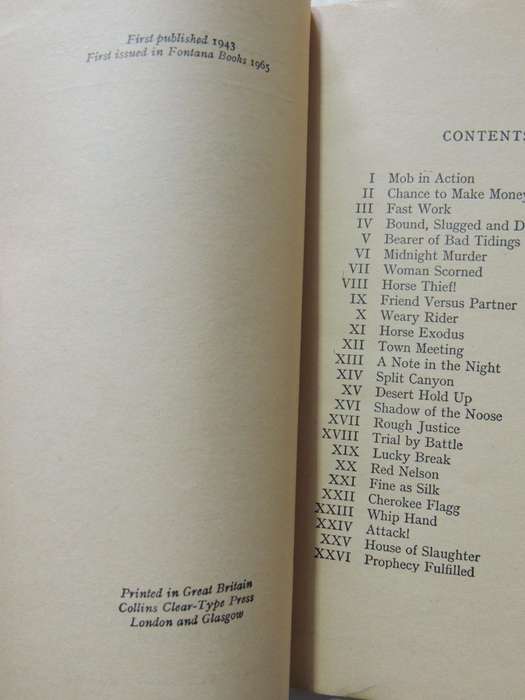 First published 1943
First issued in Fontana Books 1965
Printed in Great Britain
Collins Clear-Type Press
London and Glasgow
CONTENTS
I Mob in Action
II Chance to Make Money
III Fast Work
IV Bound, Slugged and D
V Bearer of Bad Tidings
VI Midnight Murder
VII Woman Scorned
VIII Horse Thief!
IX Friend Versus Partner
X Weary Rider
XI Horse Exodus
XII Town Meeting
XIII A Note in the Night
XIV Split Canyon
XV Desert Hold Up
XVI Shadow of the Noose
XVII Rough Justice
XVIII Trial by Battle
XIX Lucky Break
XX Red Nelson
XXI Fine as Silk
XXII Cherokee Flagg
XXIII Whip Hand
XXIV Attack!
XXV House of Slaughter
XXVI Prophecy Fulfilled